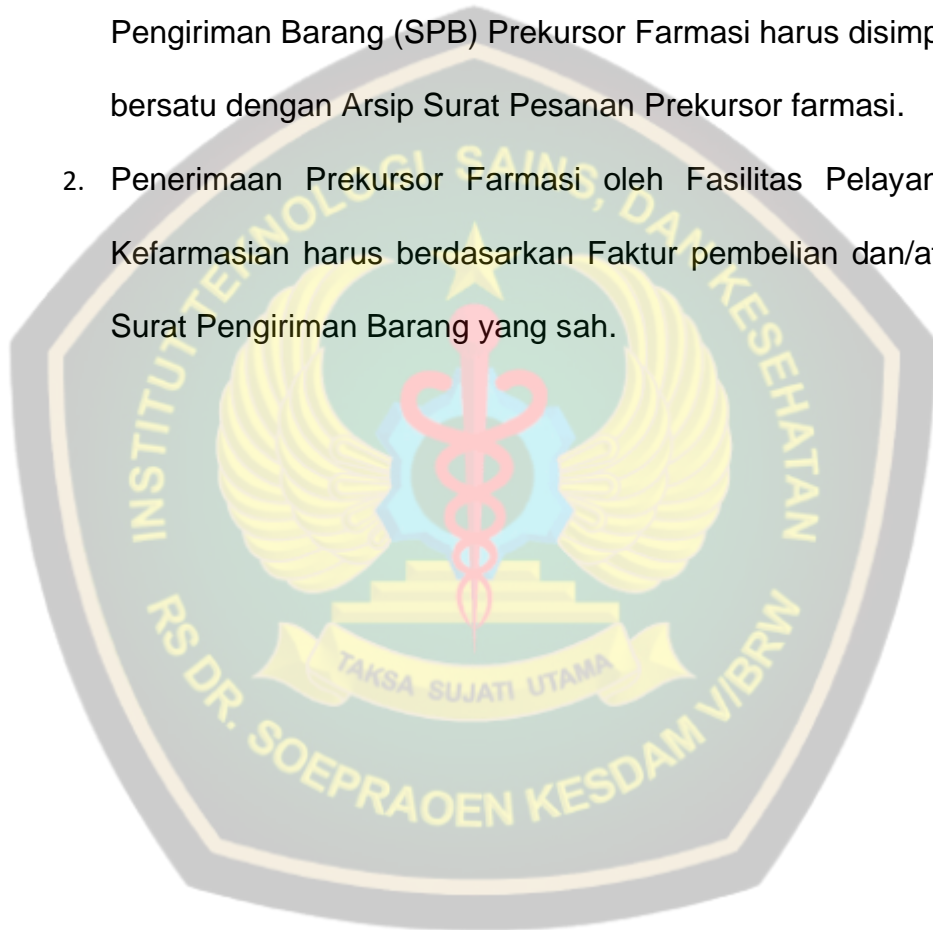 Pengiriman Barang (SPB) Prekursor Farmasi harus disimp
bersatu dengan Arsip Surat Pesanan Prekursor farmasi.
2. Penerimaan Prekursor Farmasi oleh Fasilitas Pelayan
Kefarmasian harus berdasarkan Faktur pembelian dan/at
Surat Pengiriman Barang yang sah.
INSTITUT TEKNOLOGI, SAINS, DAN KESEHATAN
TAKSA SUJATI UTAMA
RS DR. SOEPRAOEN KESDAM V/BRW